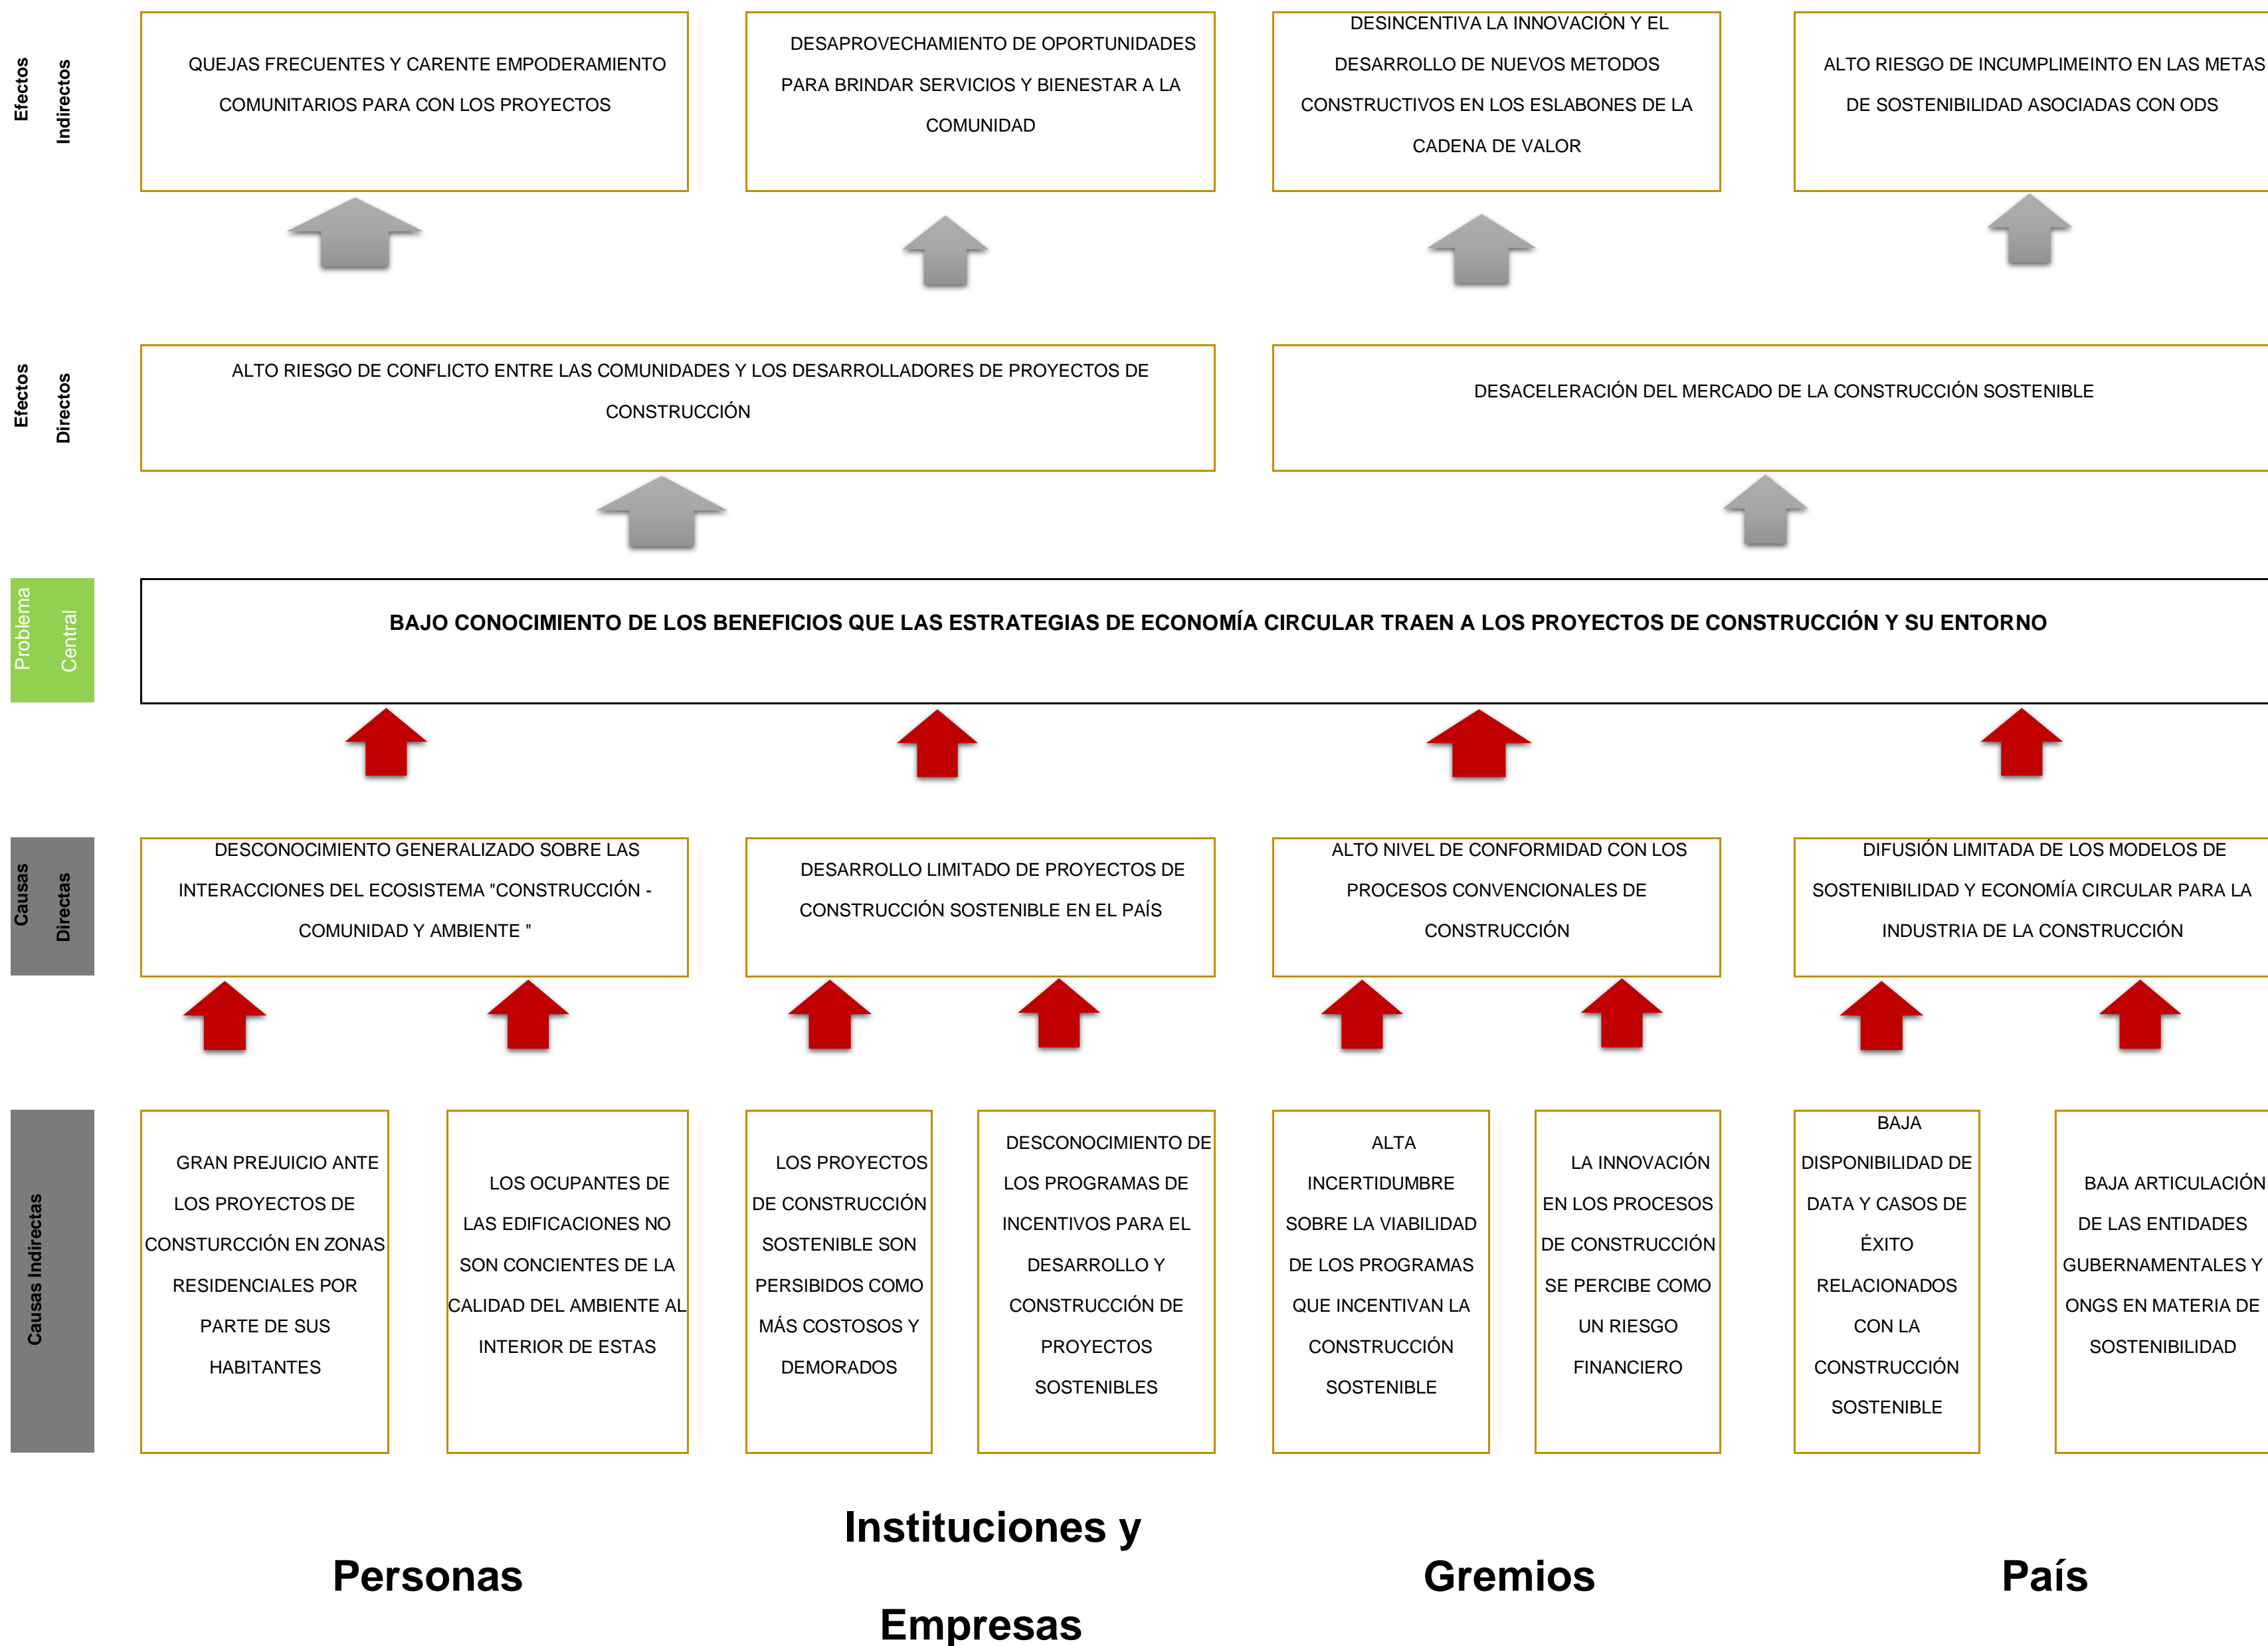 Efectos
Indirectos
QUEJAS FRECUENTES Y CARENTE EMPODERAMIENTO
COMUNITARIOS PARA CON LOS PROYECTOS
DESAPROVECHAMIENTO DE OPORTUNIDADES
PARA BRINDAR SERVICIOS Y BIENESTAR A LA
COMUNIDAD
DESINCENTIVA LA INNOVACIÓN Y EL
DESARROLLO DE NUEVOS METODOS
CONSTRUCTIVOS EN LOS ESLABONES DE LA
CADENA DE VALOR
ALTO RIESGO DE INCUMPLIMEINTO EN LAS METAS
DE SOSTENIBILIDAD ASOCIADAS CON ODS
Efectos
Directos
ALTO RIESGO DE CONFLICTO ENTRE LAS COMUNIDADES Y LOS DESARROLLADORES DE PROYECTOS DE
CONSTRUCCIÓN
DESACELERACIÓN DEL MERCADO DE LA CONSTRUCCIÓN SOSTENIBLE
Problema
Central
BAJO CONOCIMIENTO DE LOS BENEFICIOS QUE LAS ESTRATEGIAS DE ECONOMÍA CIRCULAR TRAEN A LOS PROYECTOS DE CONSTRUCCIÓN Y SU ENTORNO
Causas
Directas
DESCONOCIMIENTO GENERALIZADO SOBRE LAS
INTERACCIONES DEL ECOSISTEMA "CONSTRUCCIÓN -
COMUNIDAD Y AMBIENTE "
DESARROLLO LIMITADO DE PROYECTOS DE
CONSTRUCCIÓN SOSTENIBLE EN EL PAÍS
ALTO NIVEL DE CONFORMIDAD CON LOS
PROCESOS CONVENCIONALES DE
CONSTRUCCIÓN
DIFUSIÓN LIMITADA DE LOS MODELOS DE
SOSTENIBILIDAD Y ECONOMÍA CIRCULAR PARA LA
INDUSTRIA DE LA CONSTRUCCIÓN
Causas Indirectas
GRAN PREJUICIO ANTE
LOS PROYECTOS DE
CONSTURCCIÓN EN ZONAS
RESIDENCIALES POR
PARTE DE SUS
HABITANTES
LOS OCUPANTES DE
LAS EDIFICACIONES NO
SON CONCIENTES DE LA
CALIDAD DEL AMBIENTE AL
INTERIOR DE ESTAS
LOS PROYECTOS
DE CONSTRUCCIÓN
SOSTENIBLE SON
PERSIBIDOS COMO
MÁS COSTOSOS Y
DEMORADOS
DESCONOCIMIENTO DE
LOS PROGRAMAS DE
INCENTIVOS PARA EL
DESARROLLO Y
CONSTRUCCIÓN DE
PROYECTOS
SOSTENIBLES
ALTA
INCERTIDUMBRE
SOBRE LA VIABILIDAD
DE LOS PROGRAMAS
QUE INCENTIVAN LA
CONSTRUCCIÓN
SOSTENIBLE
LA INNOVACIÓN
EN LOS PROCESOS
DE CONSTRUCCIÓN
SE PERCIBE COMO
UN RIESGO
FINANCIERO
BAJA
DISPONIBILIDAD DE
DATA Y CASOS DE
ÉXITO
RELACIONADOS
CON LA
CONSTRUCCIÓN
SOSTENIBLE
BAJA ARTICULACIÓN
DE LAS ENTIDADES
GUBERNAMENTALES Y
ONGS EN MATERIA DE
SOSTENIBILIDAD
Personas
Instituciones y
Empresas
Gremios
País